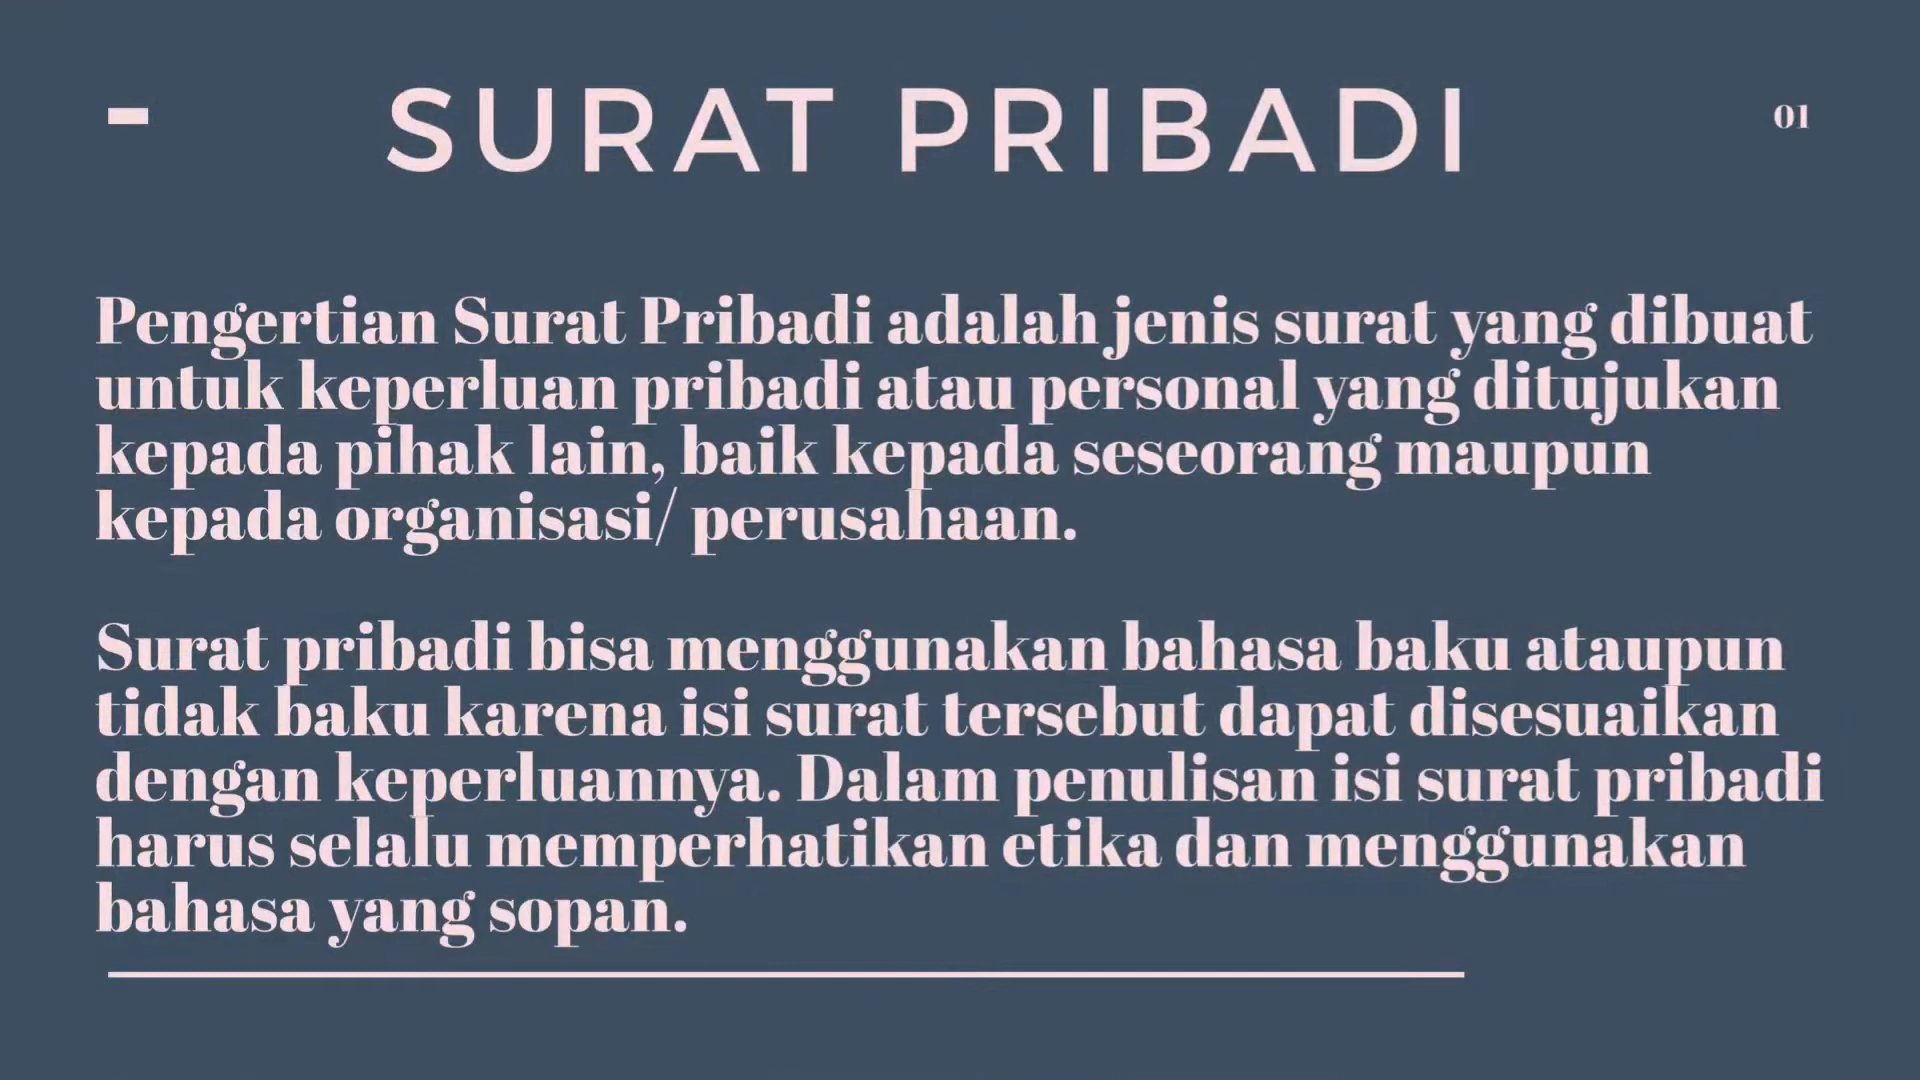 SURAT PRIBADI
01
Pengertian Surat Pribadi adalah jenis surat yang dibuat
untuk keperluan pribadi atau personal yang ditujukan
kepada pihak lain, baik kepada seseorang maupun
kepada organisasi/ perusahaan.
Surat pribadi bisa menggunakan bahasa baku ataupun
tidak baku karena isi surat tersebut dapat disesuaikan
dengan keperluannya. Dalam penulisan isi surat pribadi
harus selalu memperhatikan etika dan menggunakan
bahasa yang sopan.